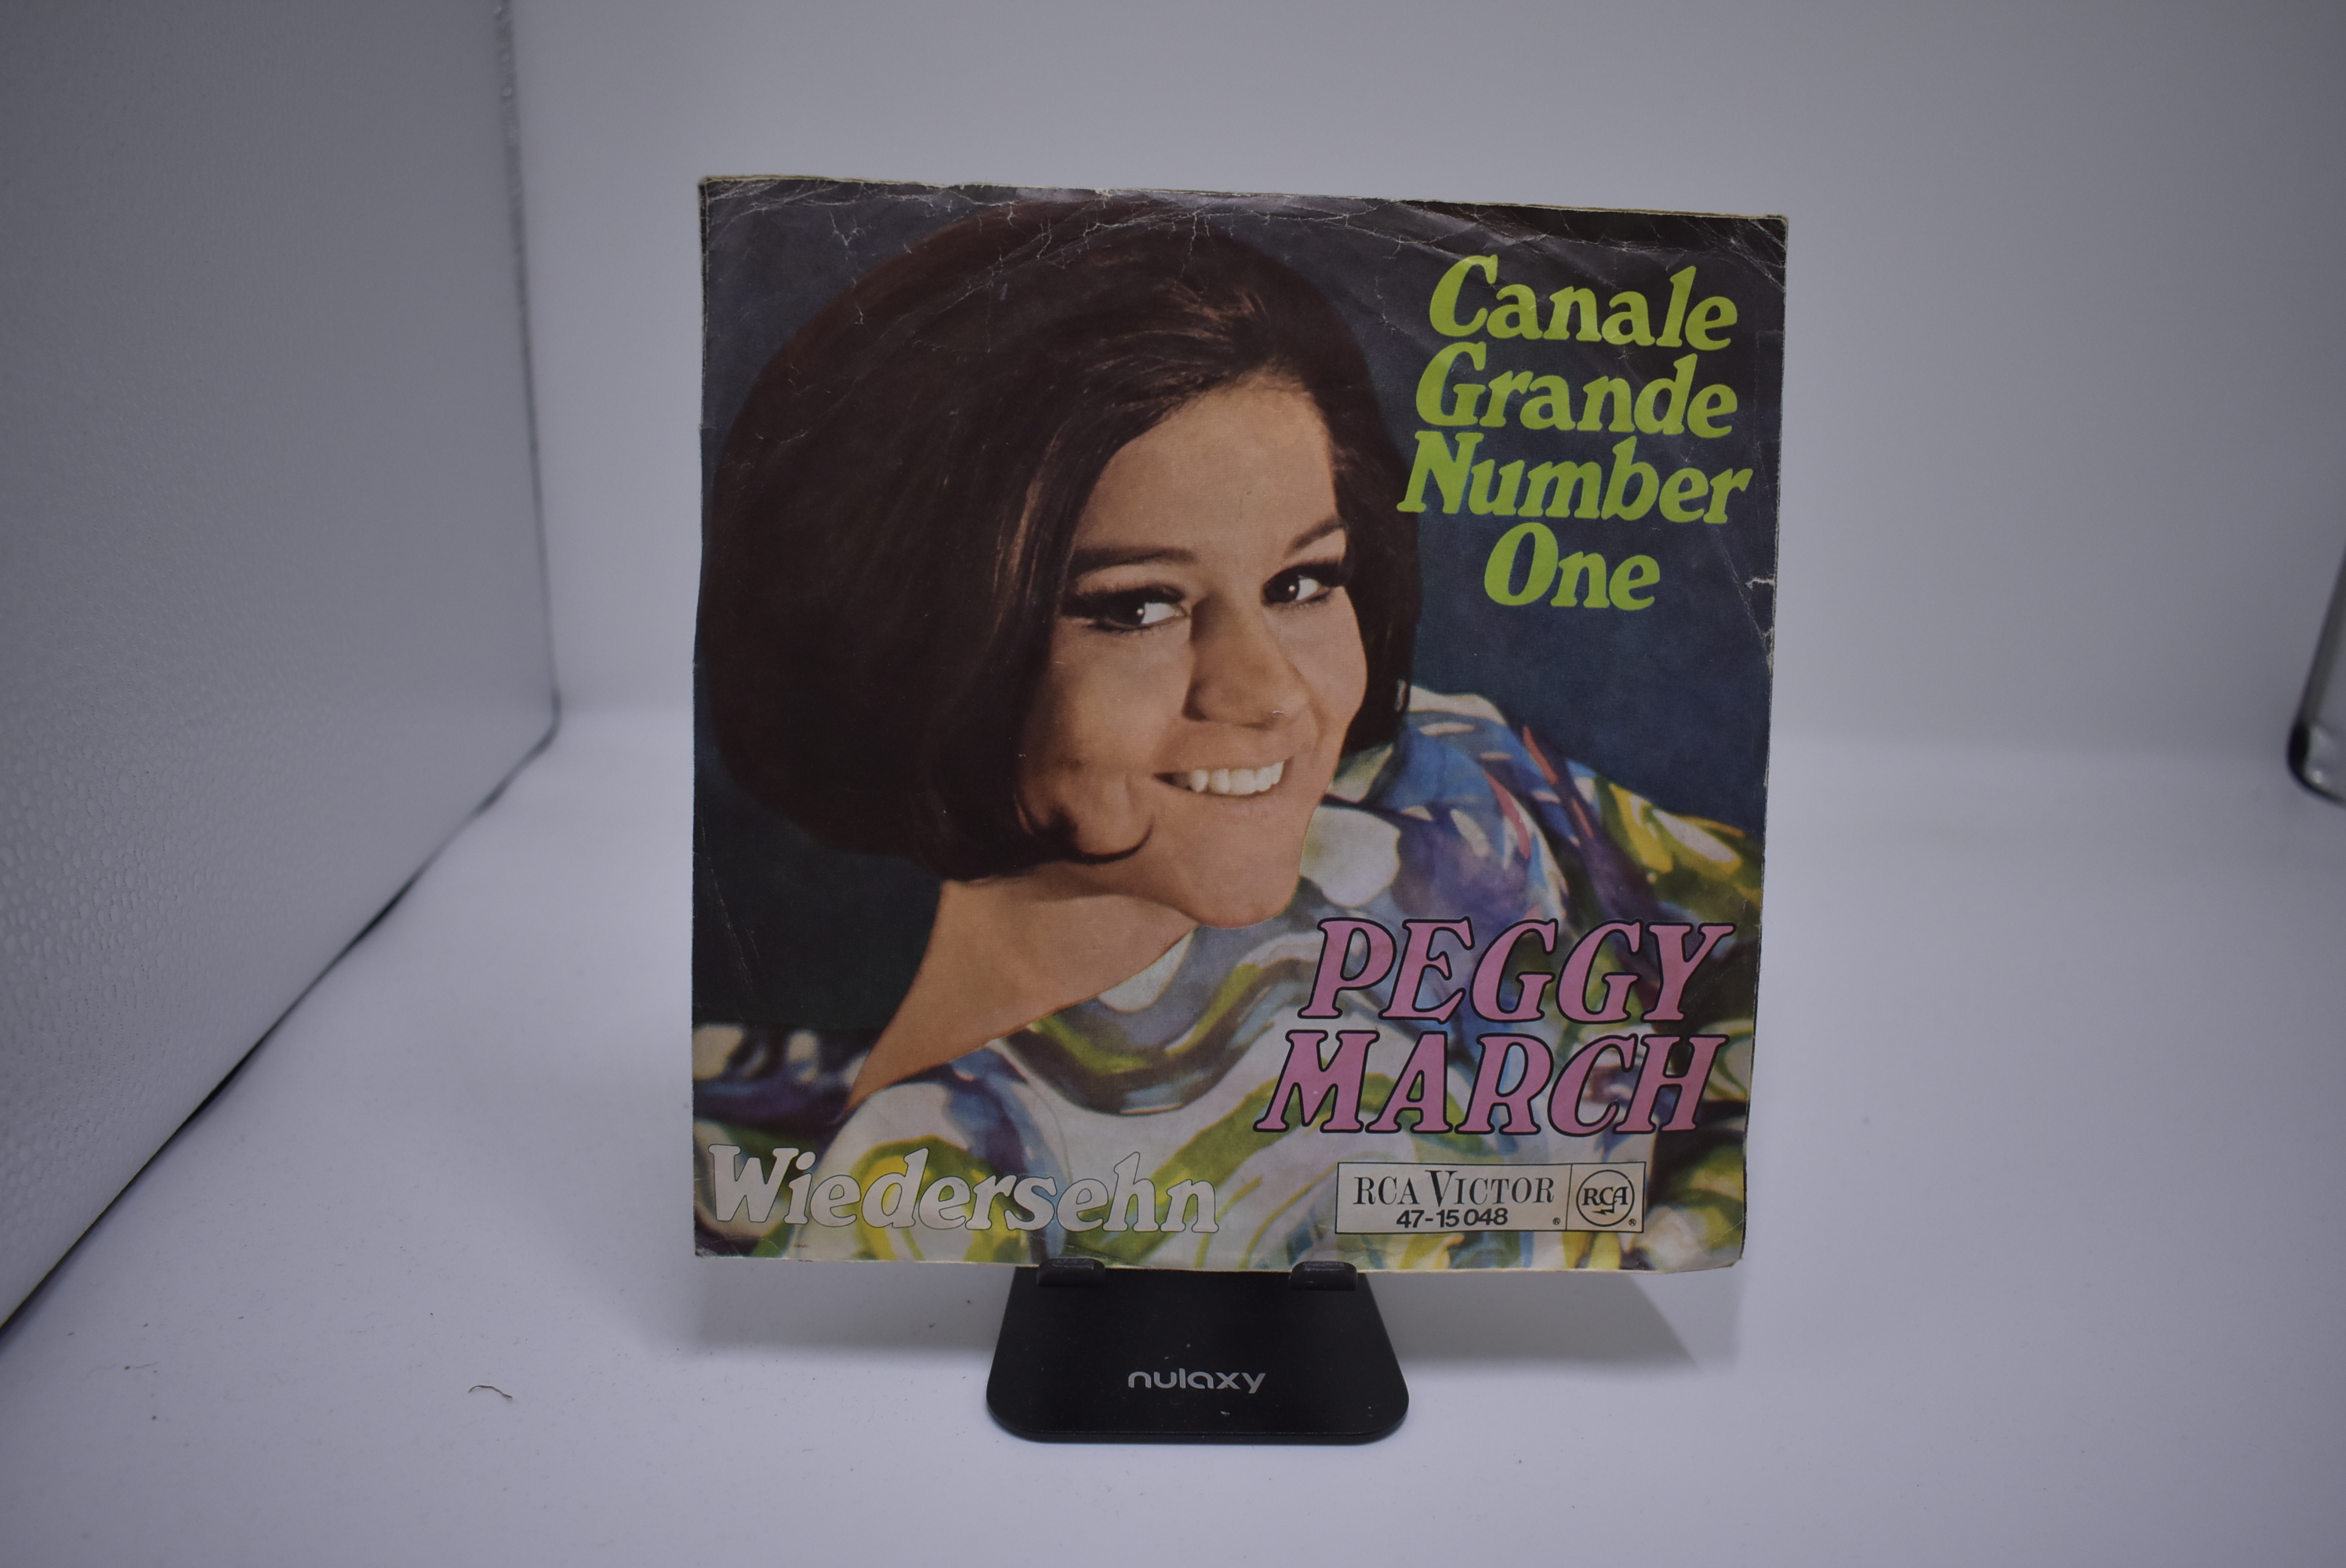 Canale
Grande
Number
One
PEGGY
MARCH
Wiedersehn
RCA VICTOR
47-15 048
RCA
nulaxy